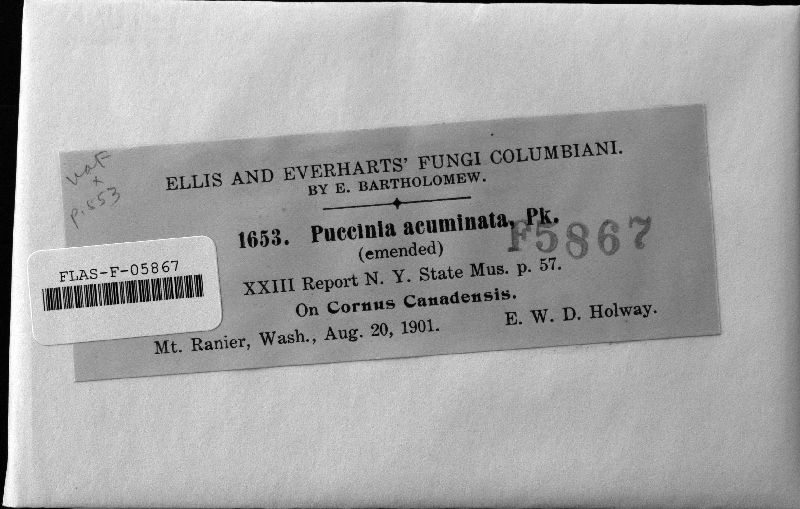 ELLIS AND EVERHARTS' FUNGI COLUMBIANI.
BY E. BARTHOLOMEW.
1653. Puccinia acuminata, Pk.
F5867
(emended)
XXIII Report N. Y. State Mus. p. 57.
On Cornus Canadensis.
Mt. Ranier, Wash., Aug. 20, 1901. E. W. D. Holway.
FLAS-F-05867
x
p.553